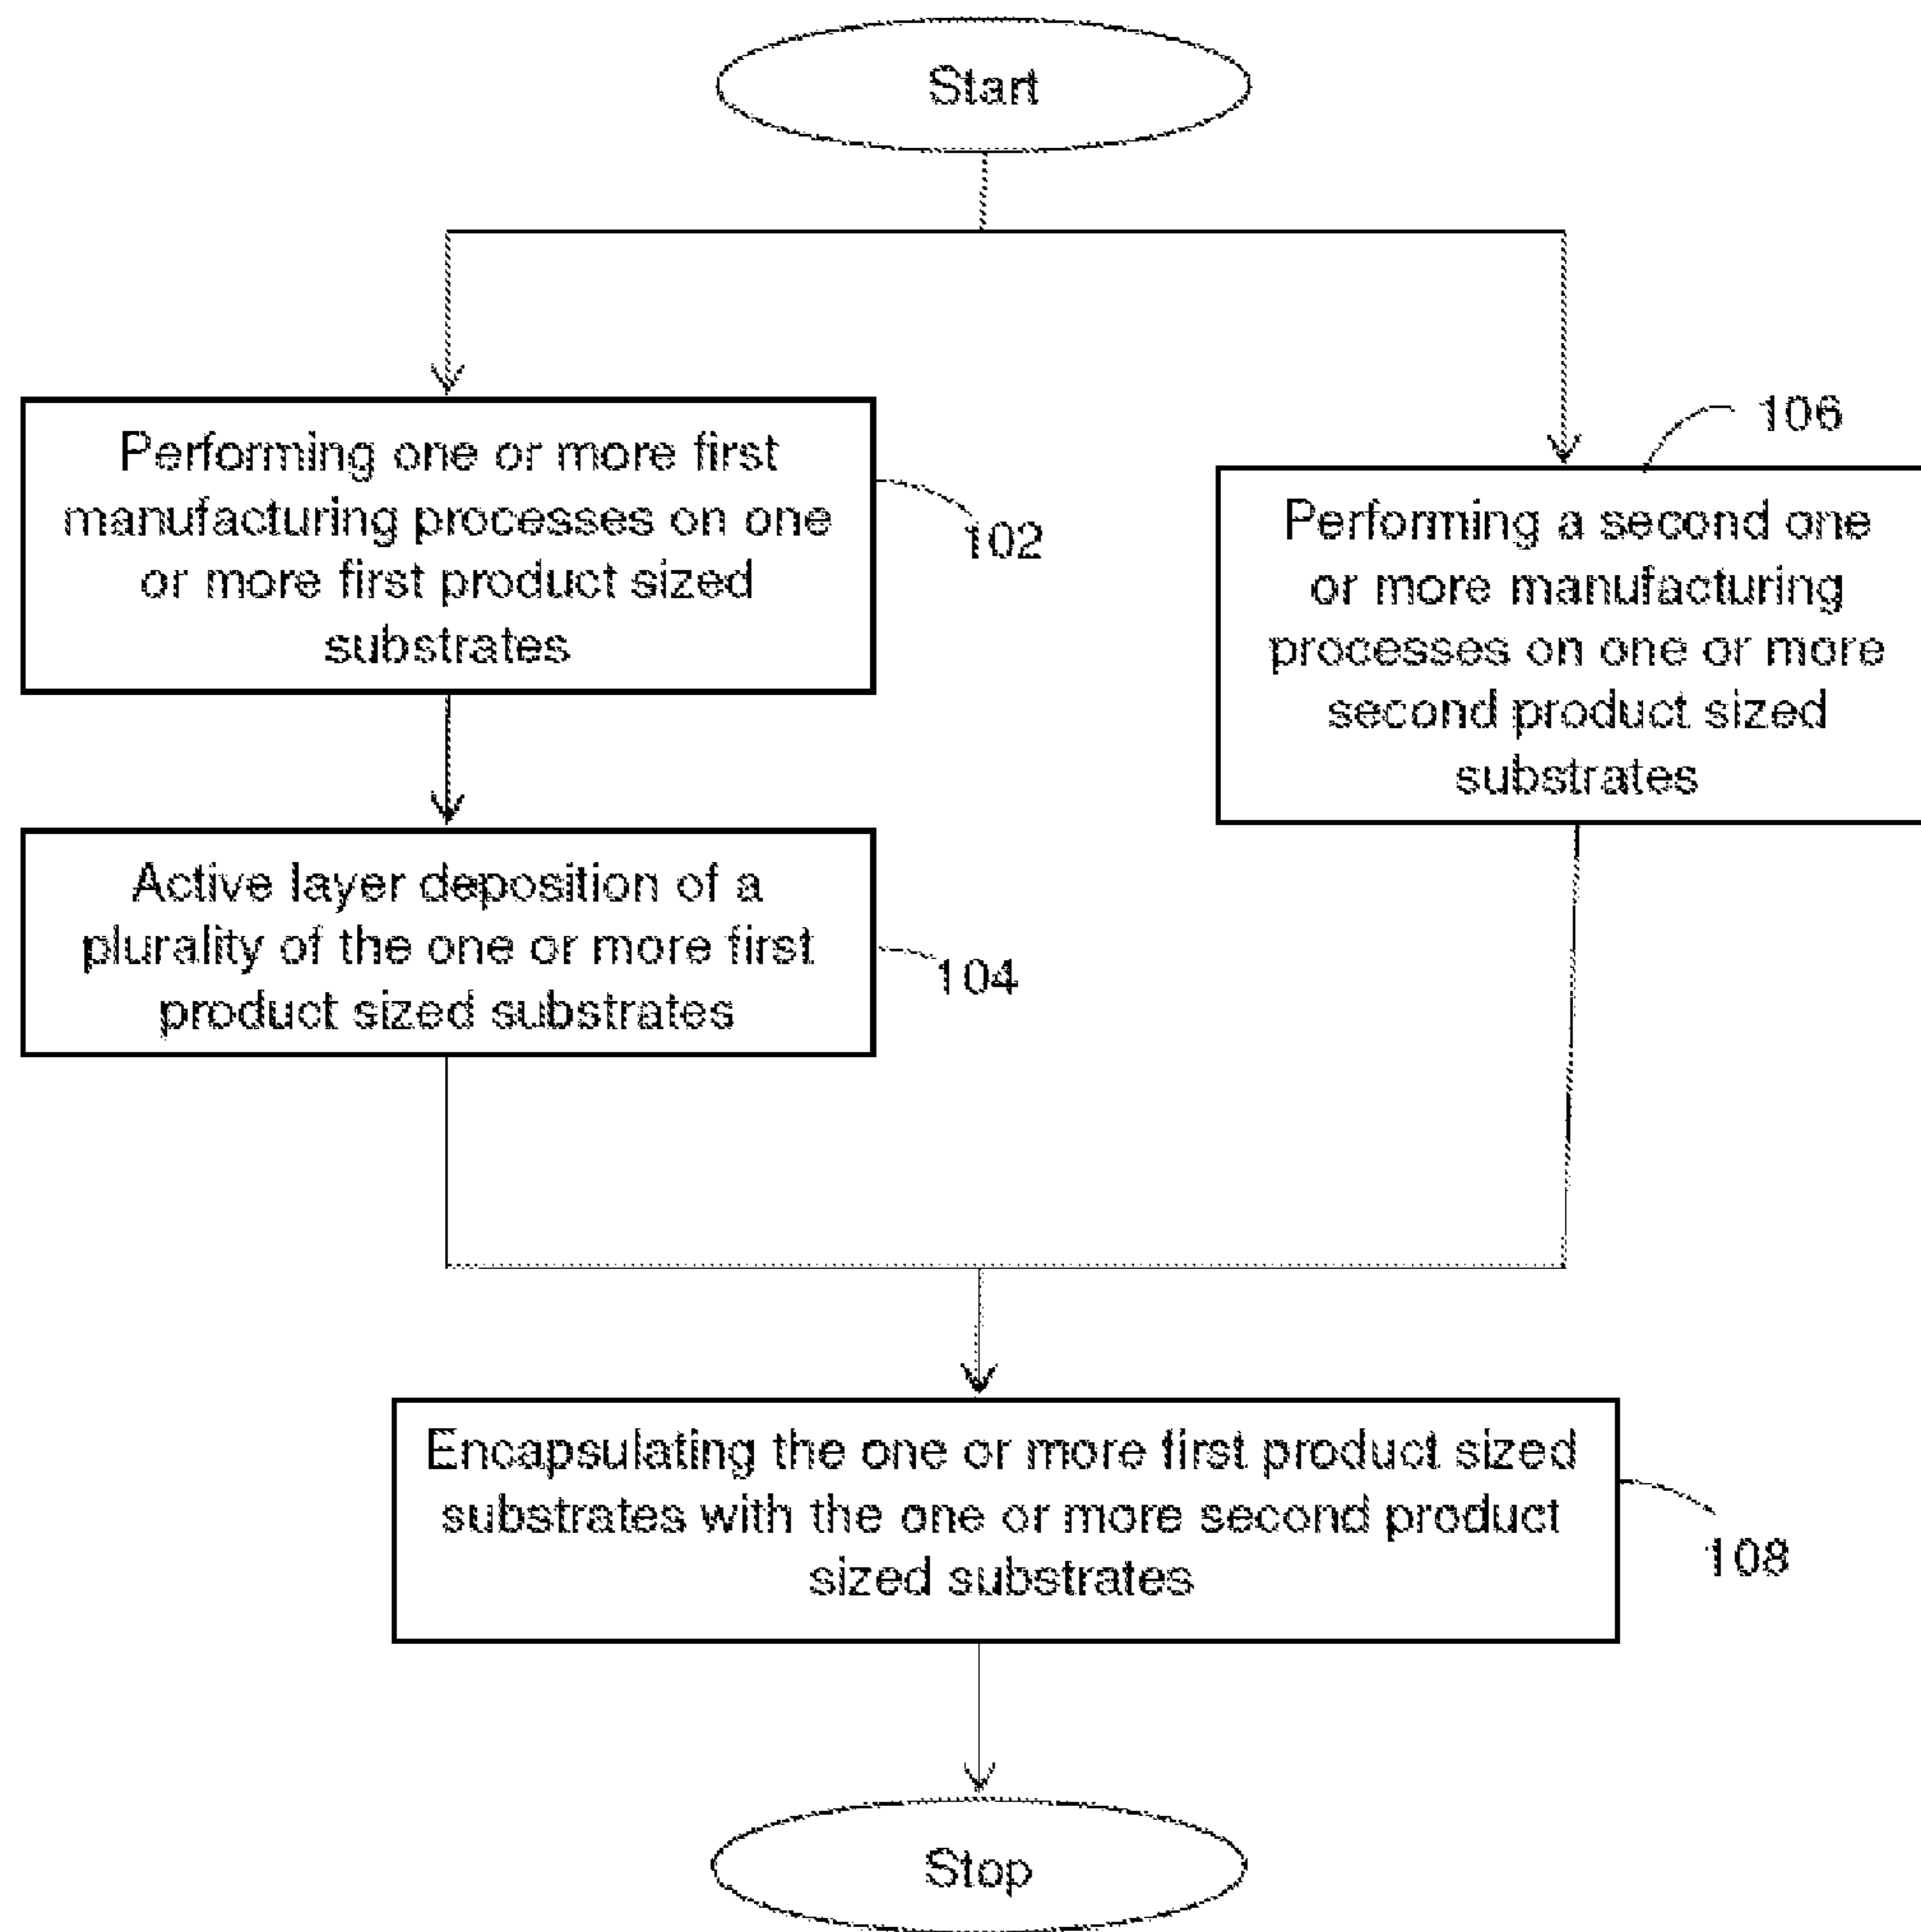 Start
Performing one or more first
manufacturing processes on one
or more first product sized
substrates
102
106
Performing a second one
or more manufacturing
processes on one or more
second product sized
substrates
Active layer deposition of a
plurality of the one or more first
product sized substrates
104
Encapsulating the one or more first product sized
substrates with the one or more second product
sized substrates
108
Stop